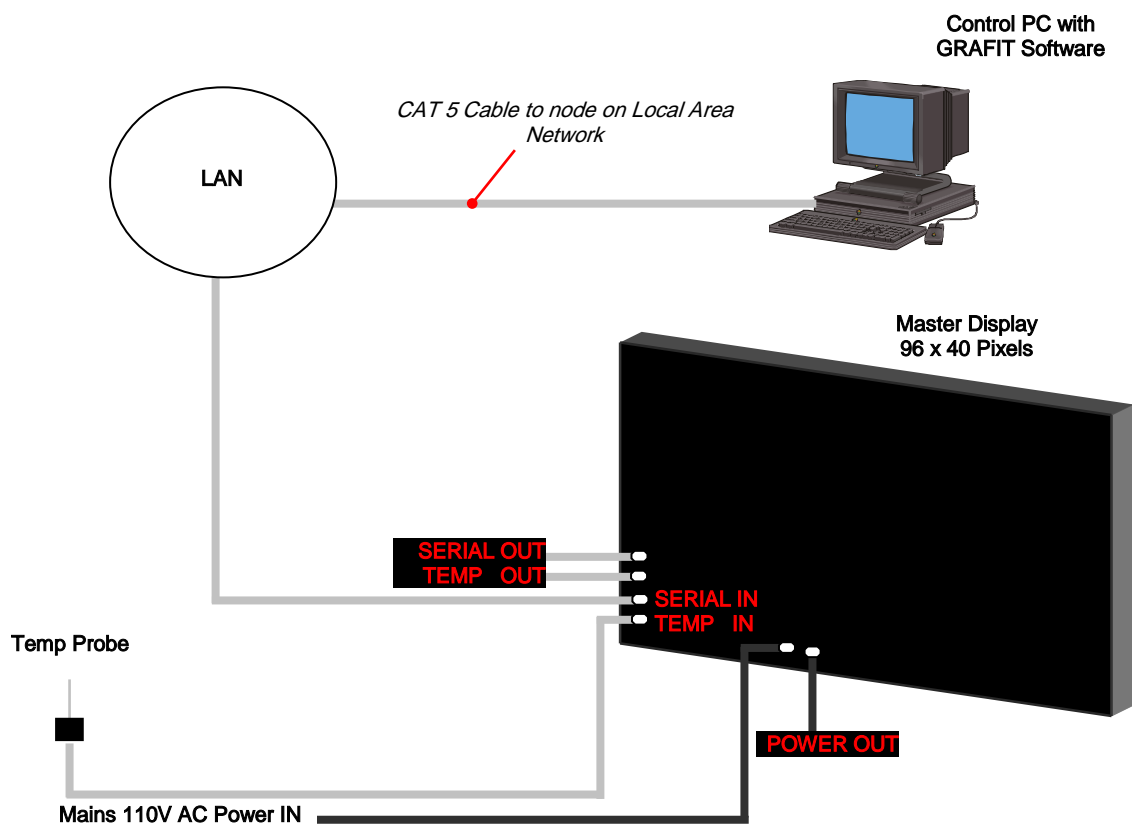 Control PC with
GRAFIT Software
CAT 5 Cable to node on Local Area
Network
LAN
Master Display
96 x 40 Pixels
SERIAL OUT
TEMP OUT
SERIAL IN
TEMP IN
Temp Probe
POWER OUT
Mains 110V AC Power IN